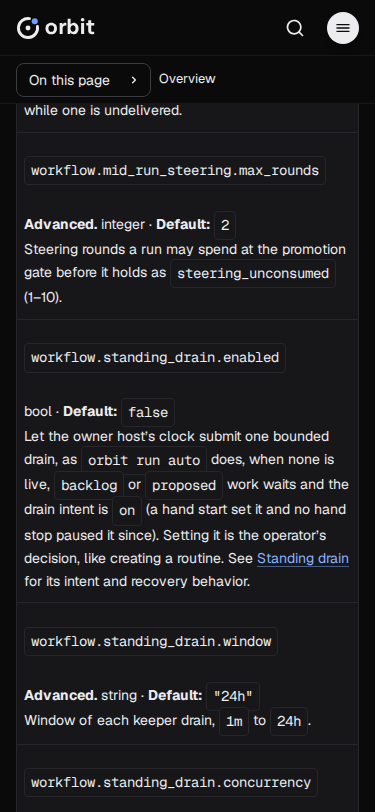 orbit
On this page
Overview
while one is undelivered.
workflow.mid_run_steering.max_rounds
Advanced. integer · Default: 2
Steering rounds a run may spend at the promotion
gate before it holds as steering_unconsumed
(1–10).
workflow.standing_drain.enabled
bool · Default: false
Let the owner host's clock submit one bounded
drain, as orbit run auto does, when none is
live, backlog or proposed work waits and the
drain intent is on (a hand start set it and no hand
stop paused it since). Setting it is the operator's
decision, like creating a routine. See Standing drain
for its intent and recovery behavior.
workflow.standing_drain.window
Advanced. string · Default: "24h"
Window of each keeper drain, 1m to 24h.
workflow.standing_drain.concurrency